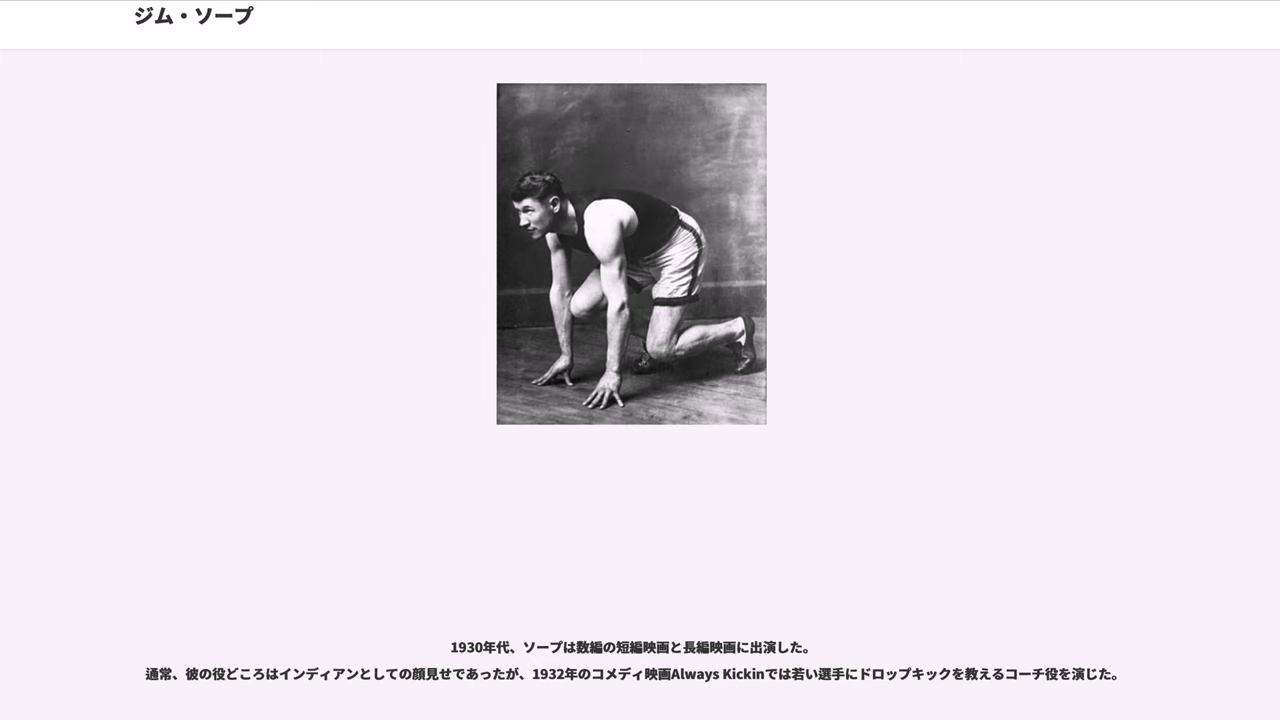 ジム・ソープ
1930年代、ソープは数編の短編映画と長編映画に出演した。
通常、彼の役どころはインディアンとしての顔見せであったが、1932年のコメディ映画Always Kickinでは若い選手にドロップキックを教えるコーチ役を演じた。